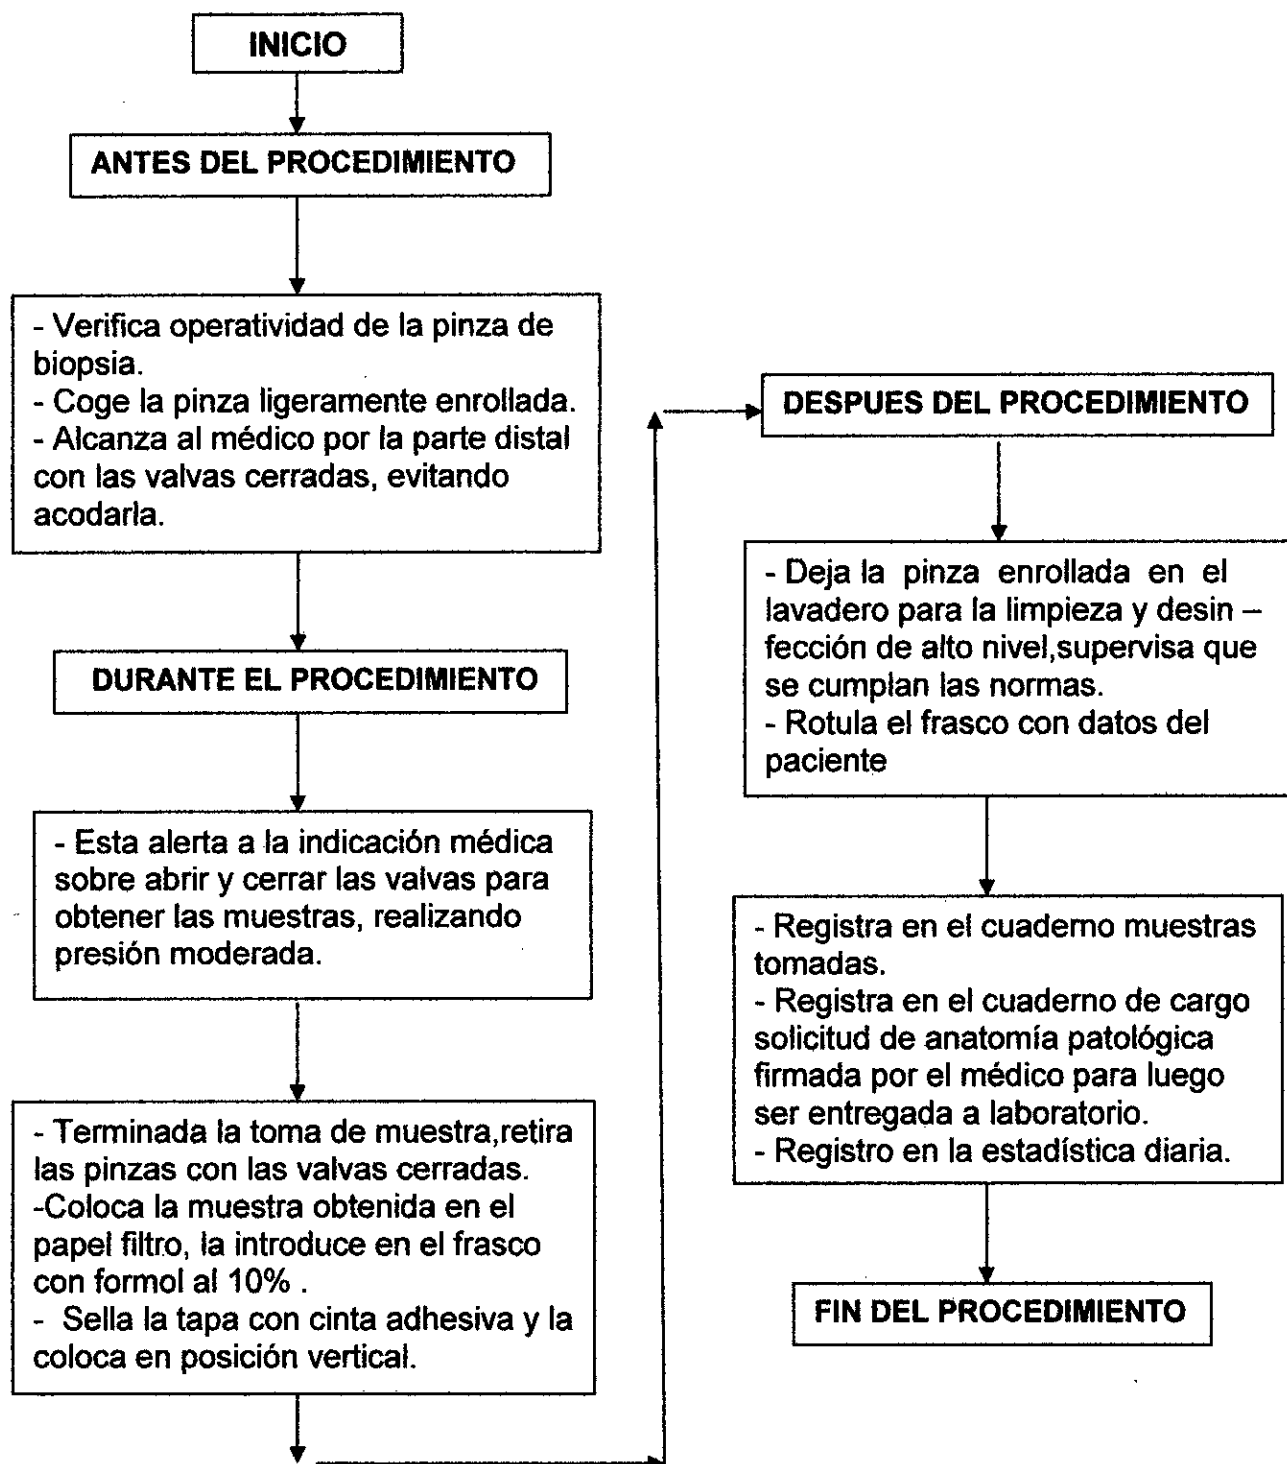 INICIO
ANTES DEL PROCEDIMIENTO
- Verifica operatividad de la pinza de
biopsia.
- Coge la pinza ligeramente enrollada.
- Alcanza al médico por la parte distal
con las valvas cerradas, evitando
acodarla.
DURANTE EL PROCEDIMIENTO
- Esta alerta a la indicación médica
sobre abrir y cerrar las valvas para
obtener las muestras, realizando
presión moderada.
- Terminada la toma de muestra,retira
las pinzas con las valvas cerradas.
-Coloca la muestra obtenida en el
papel filtro, la introduce en el frasco
con formol al 10% .
- Sella la tapa con cinta adhesiva y la
coloca en posición vertical.
DESPUES DEL PROCEDIMIENTO
- Deja la pinza enrollada en el
lavadero para la limpieza y desin –
fección de alto nivel,supervisa que
se cumplan las normas.
- Rotula el frasco con datos del
paciente
- Registra en el cuaderno muestras
tomadas.
- Registra en el cuaderno de cargo
solicitud de anatomía patológica
firmada por el médico para luego
ser entregada a laboratorio.
- Registro en la estadística diaria.
FIN DEL PROCEDIMIENTO